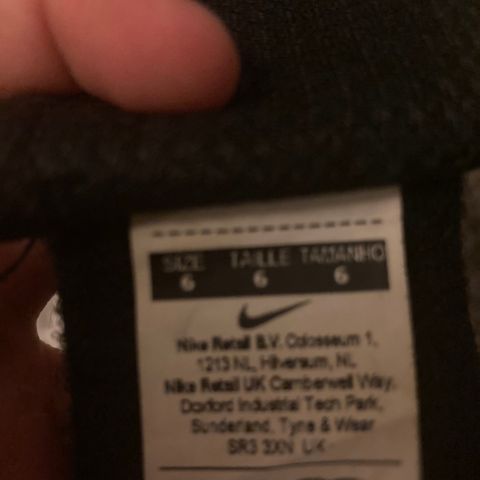 SIZE TAILLE TAMANHO
6 6 6
Nike Retail B.V. Colosseum 1,
1213 NL, Hilversum, NL
Nike Retail UK Camberwell Way,
Doxford Industrial Tech Park,
Sunderland, Tyne & Wear
SR3 3XN UK